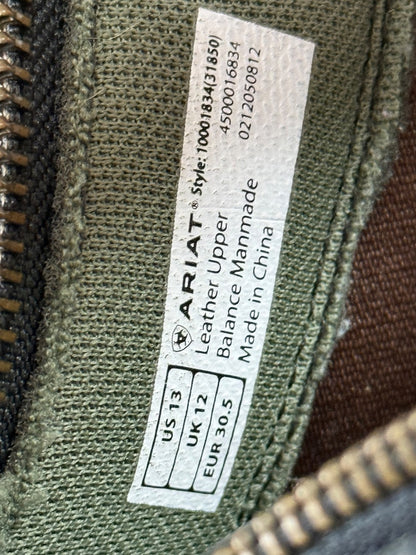 ARIAT® Style: 10001834(31850)
Leather Upper 4500016834
Balance Manmade 0212050812
Made in China
US 13
UK 12
EUR 30.5